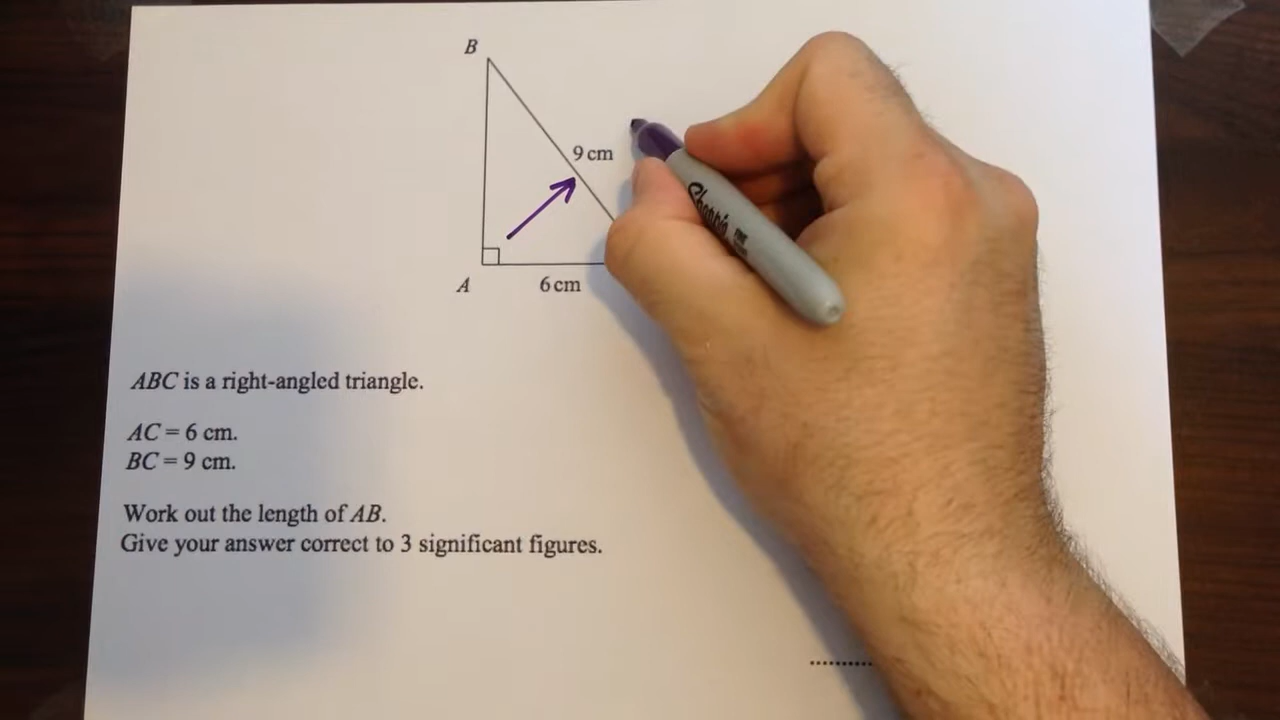 B
9 cm
A
6 cm
Sharpie
FINE
ABC is a right-angled triangle.
AC = 6 cm.
BC = 9 cm.
Work out the length of AB.
Give your answer correct to 3 significant figures.